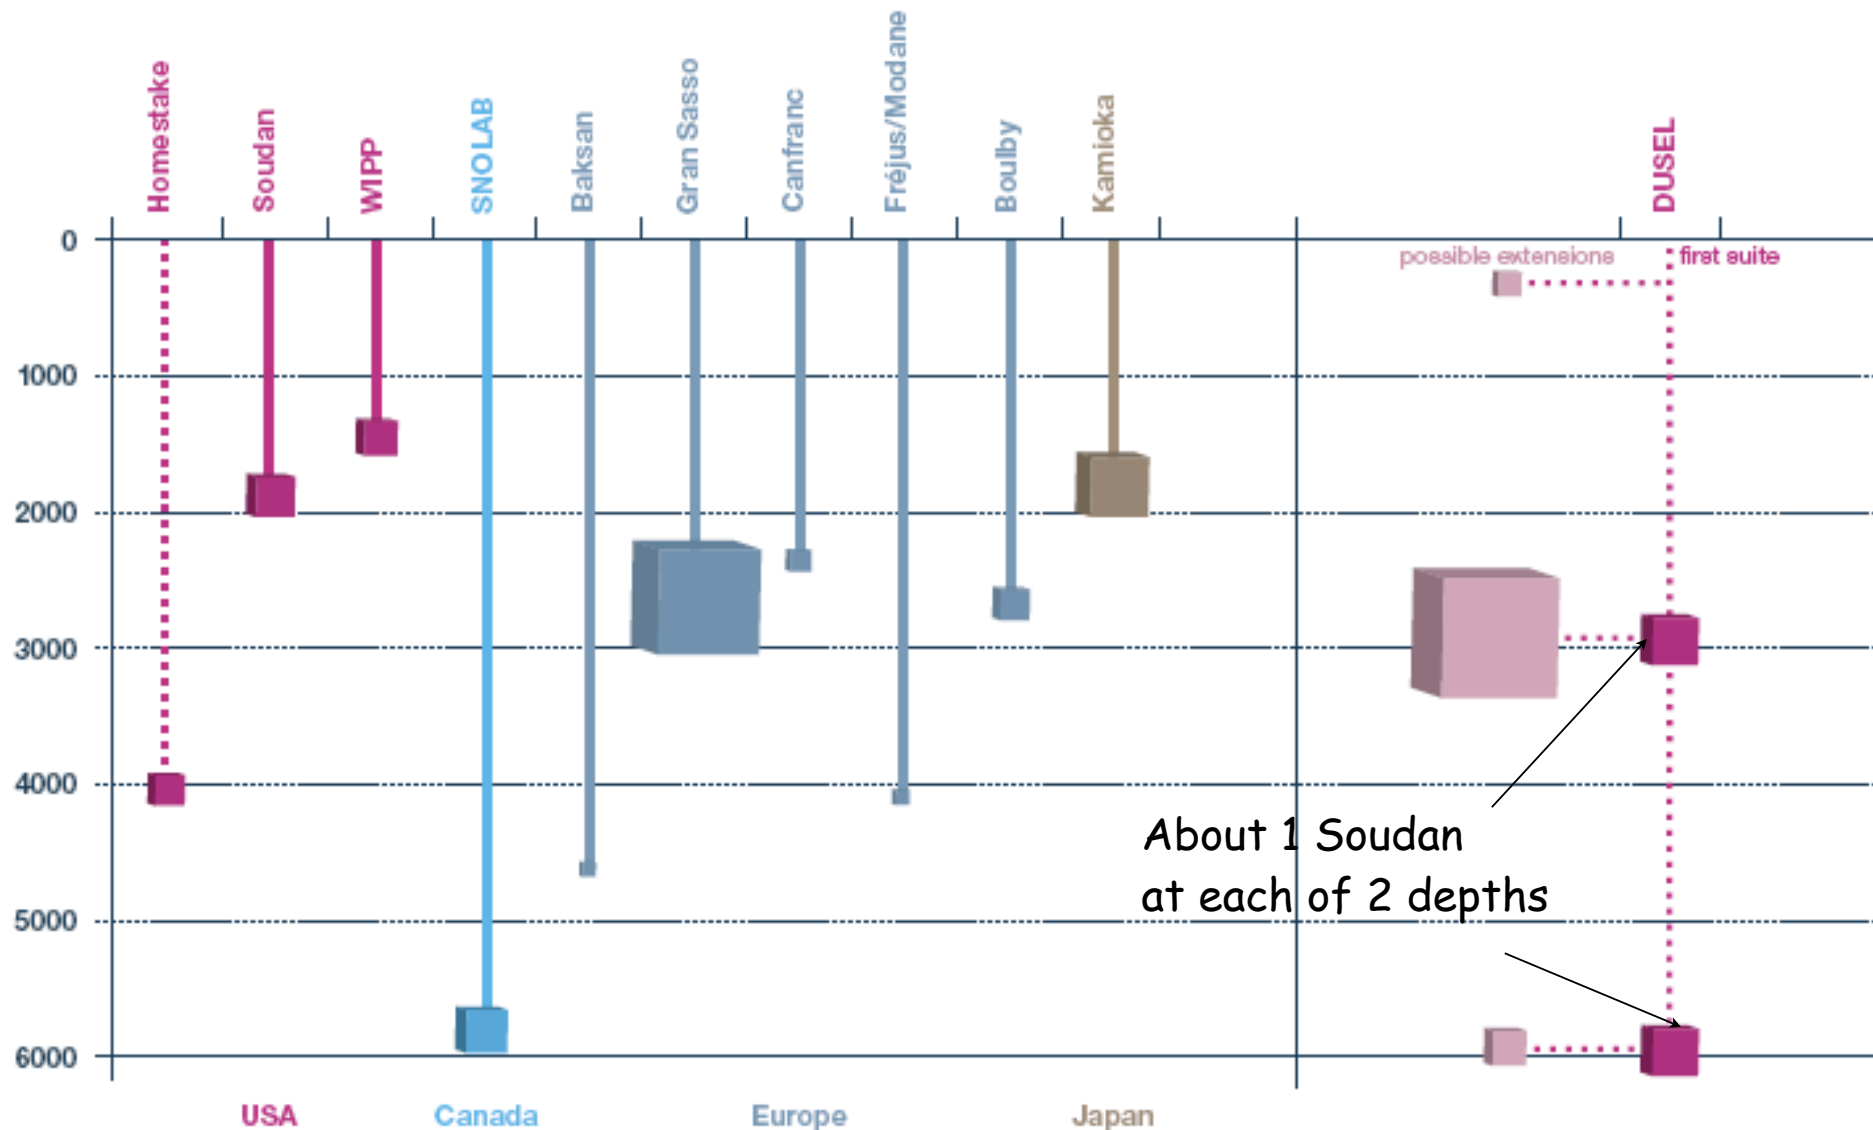 Homestake
Soudan
WIPP
SNOLAB
Baksan
Gran Sasso
Canfranc
Fréjus/Modane
Boulby
Kamioka
DUSEL
0
possible extensions
first suite
1000
2000
3000
4000
About 1 Soudan
at each of 2 depths
5000
6000
USA
Canada
Europe
Japan